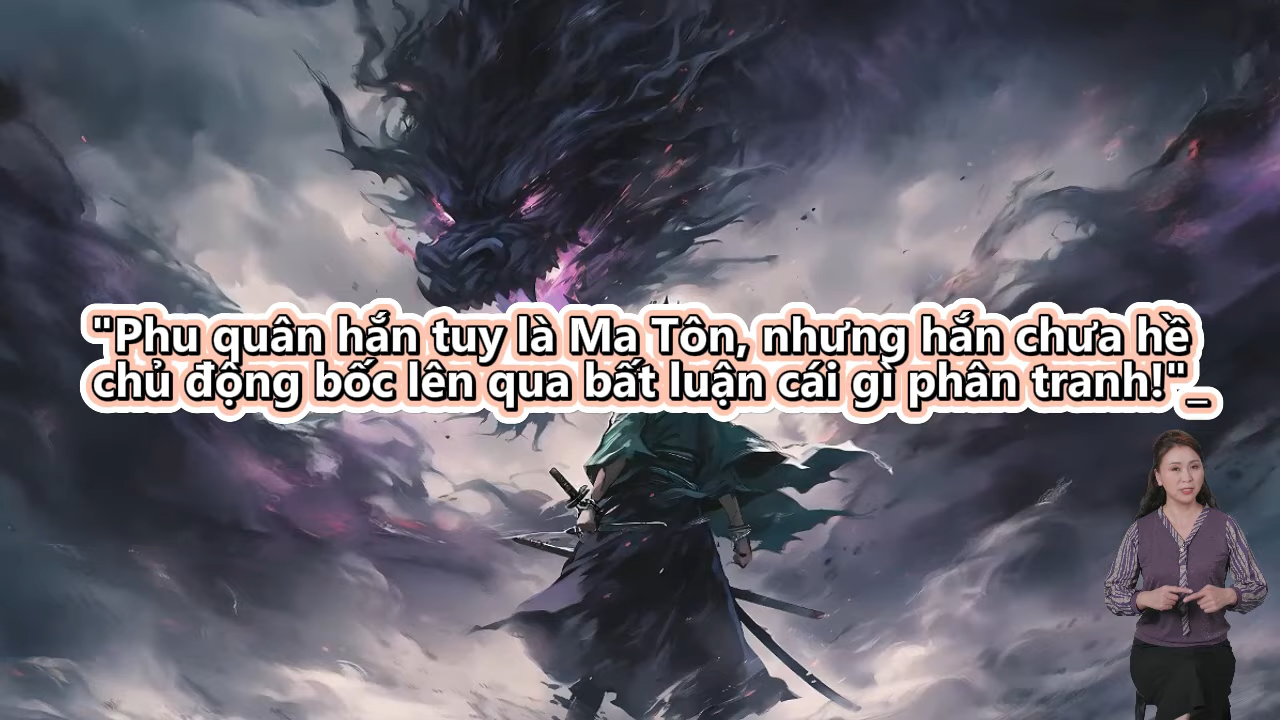 "Phu quân hắn tuy là Ma Tôn, nhưng hắn chưa hề
chủ động bốc lên qua bất luận cái gì phân tranh!"_